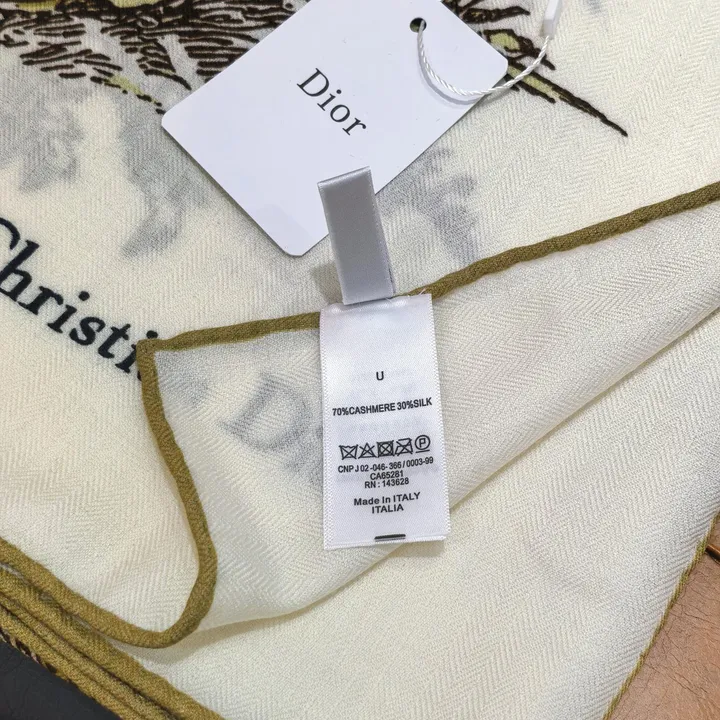 Dior
Christi
U
70%CASHMERE 30%SILK
P
CNPJ 02-046-366/0003-99
CA65281
RN : 143628
Made In ITALY
ITALIA